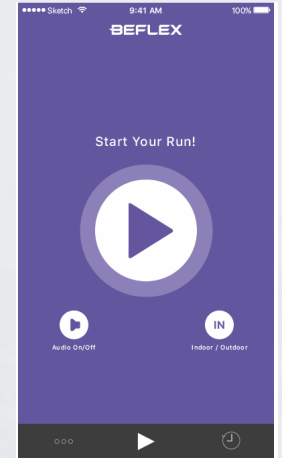 Sketch 9:41 AM 100%
BEFLEX
Start Your Run!
IN
Audio On/Off Indoor / Outdoor